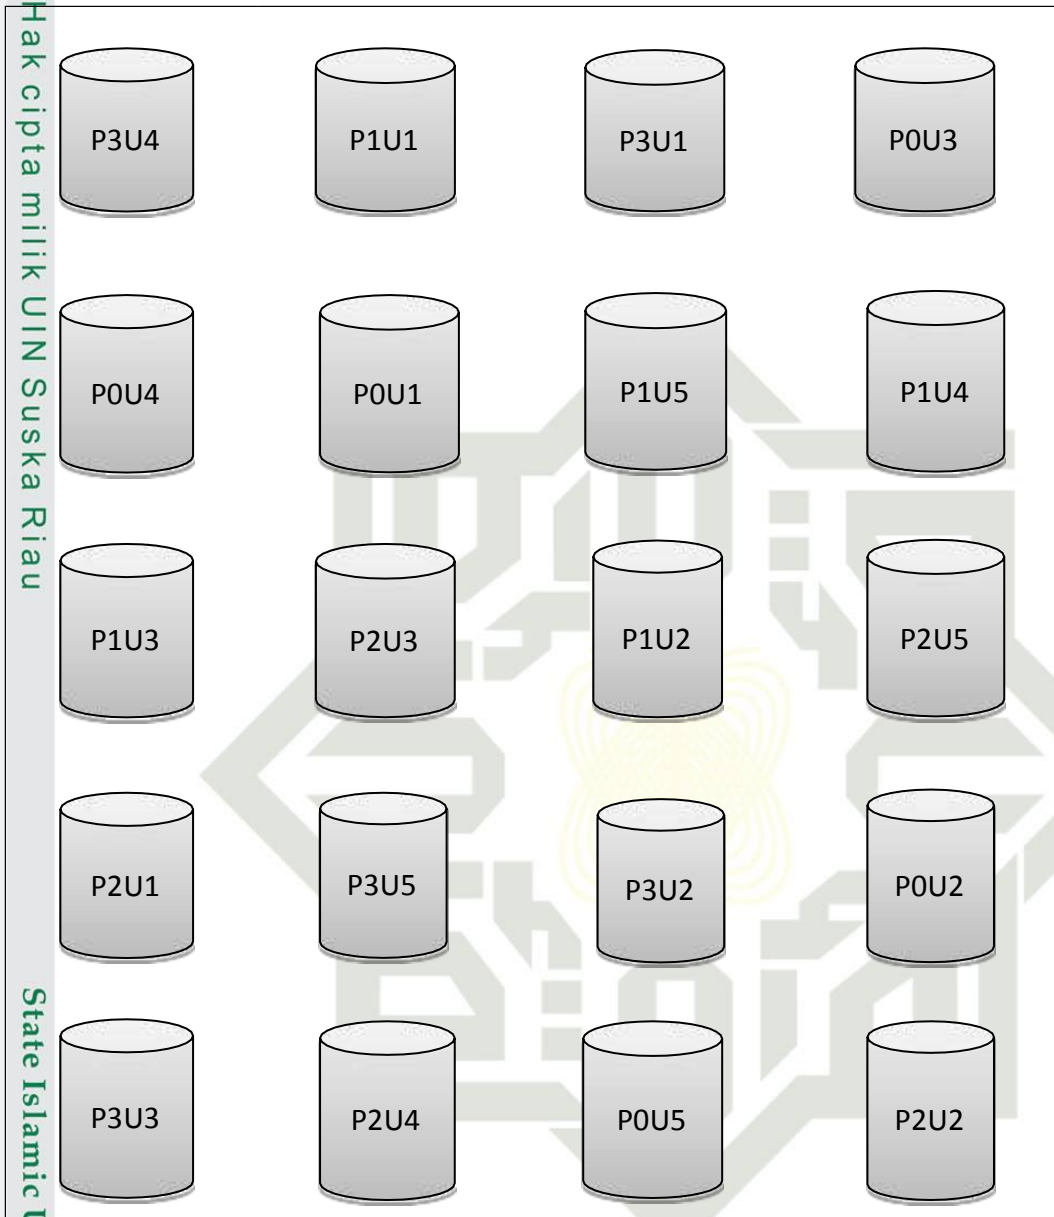 Hak cipta milik UIN Suska Riau
State Islamic
P3U4 P1U1 P3U1 P0U3
P0U4 P0U1 P1U5 P1U4
P1U3 P2U3 P1U2 P2U5
P2U1 P3U5 P3U2 P0U2
P3U3 P2U4 P0U5 P2U2